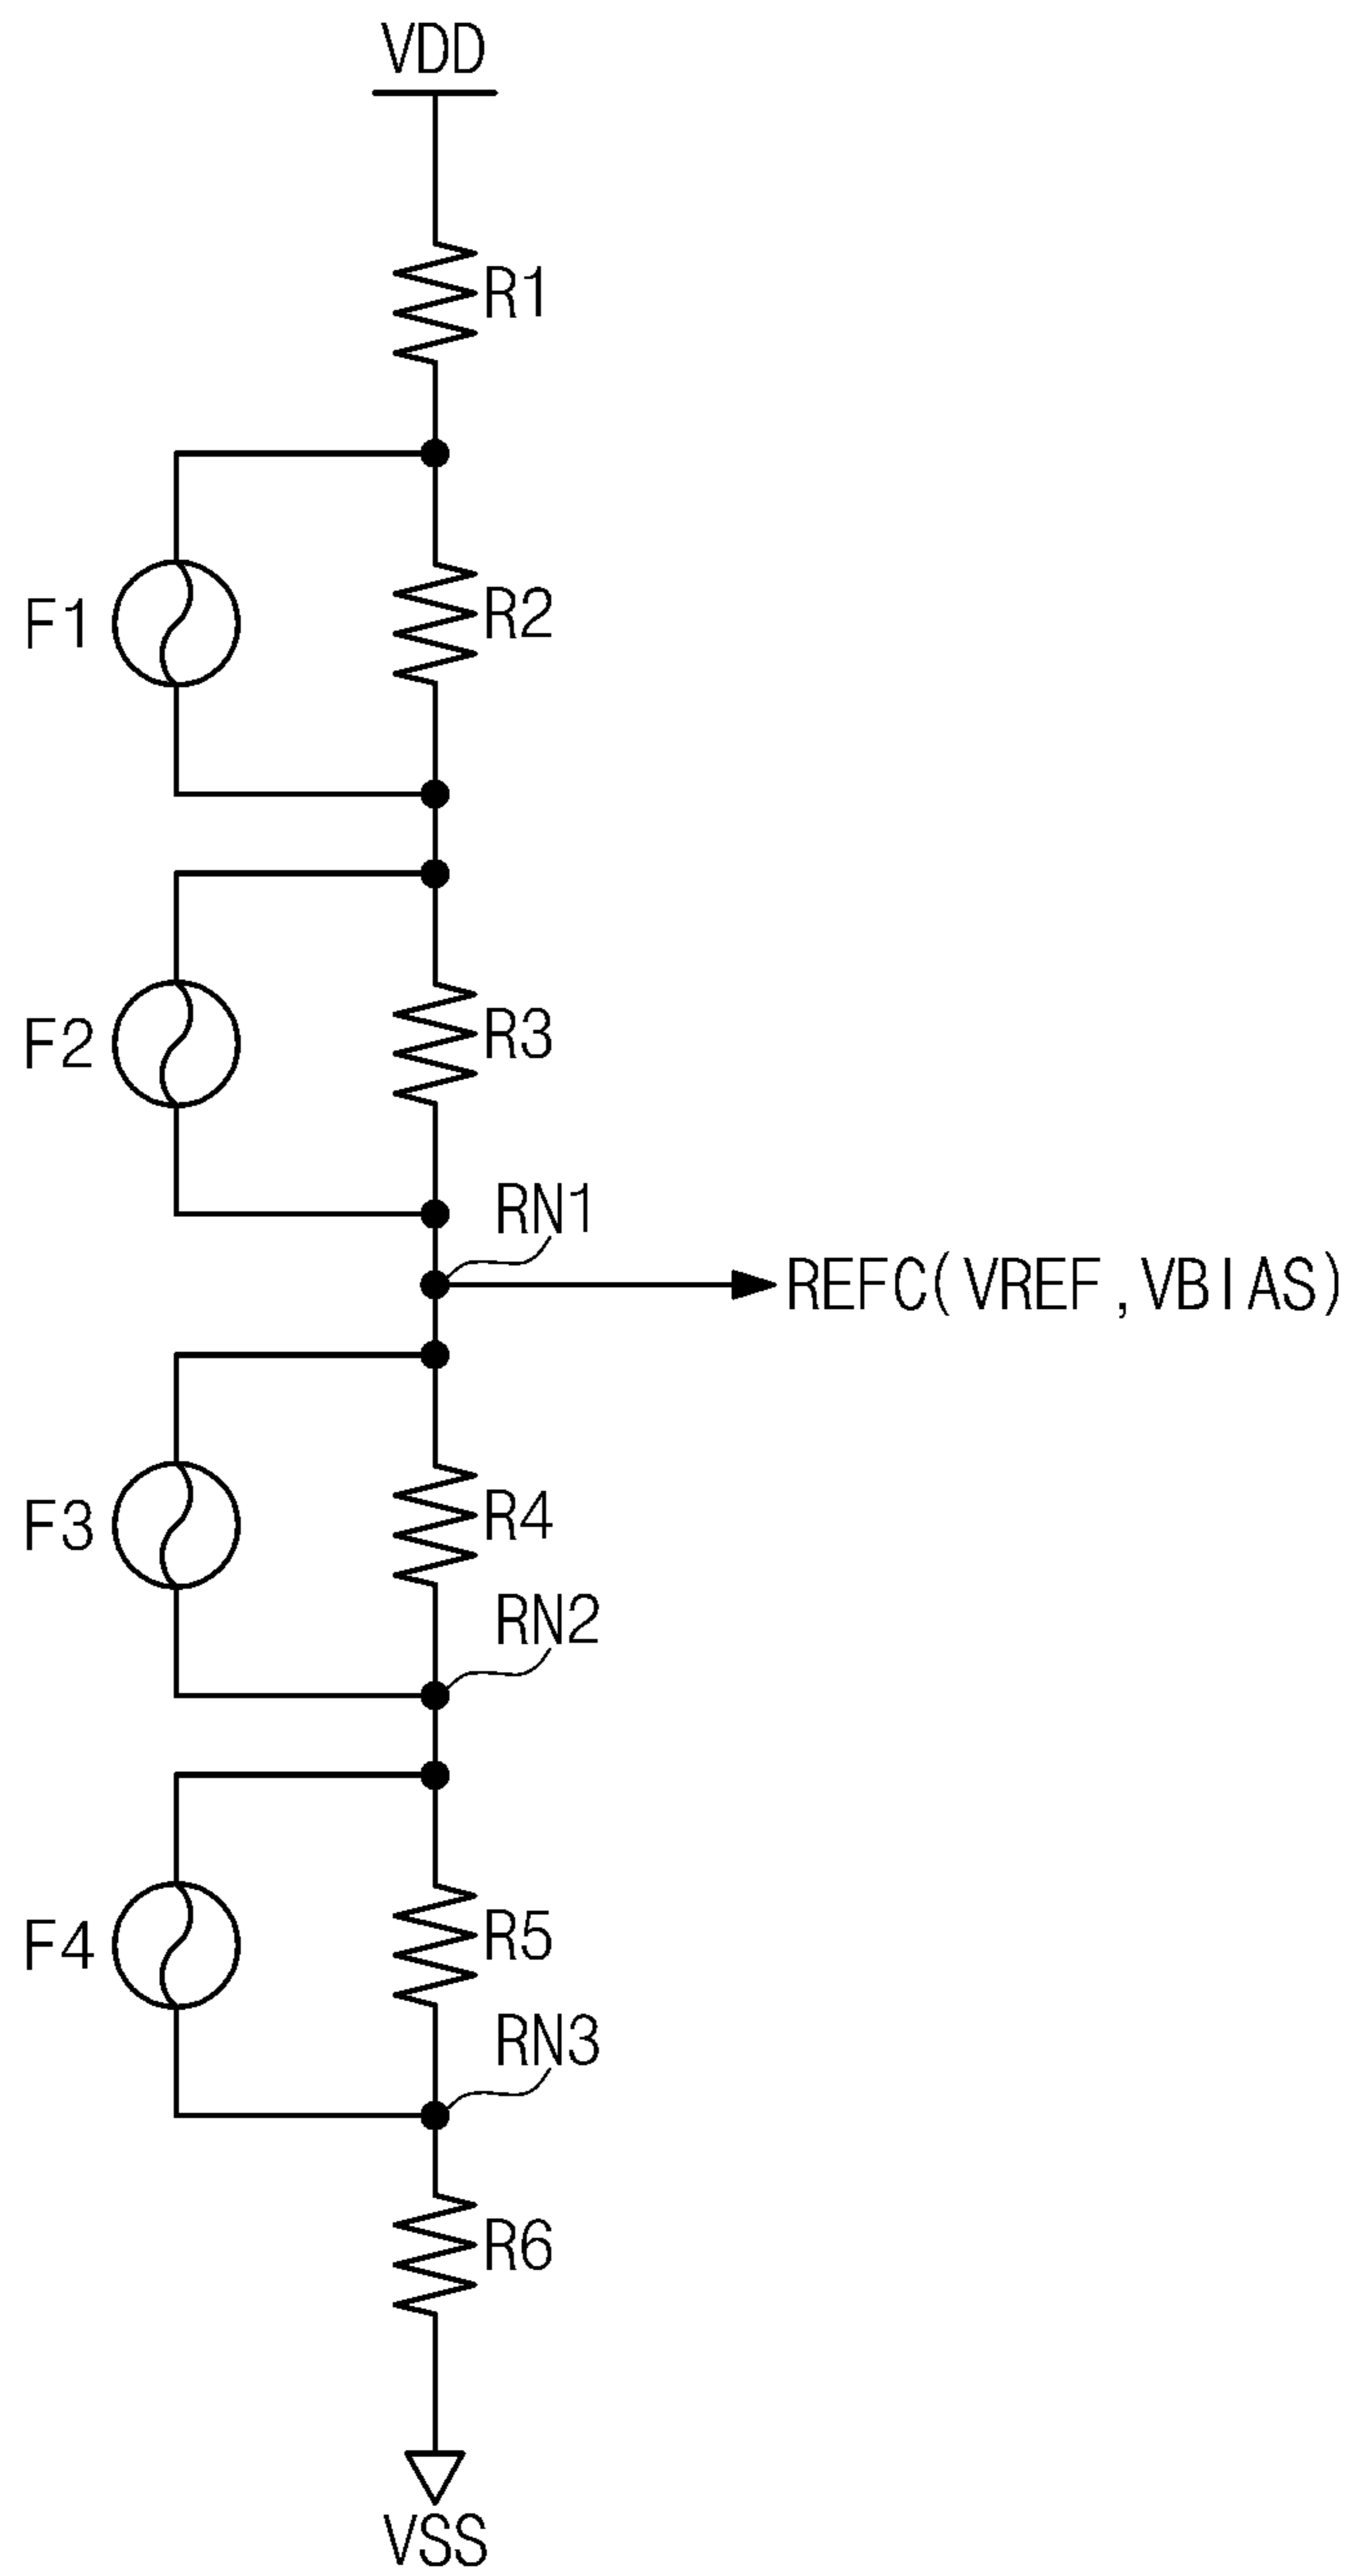 VDD
R1
F1
R2
F2
R3
RN1
REFC(VREF,VBIAS)
F3
R4
RN2
F4
R5
RN3
R6
VSS